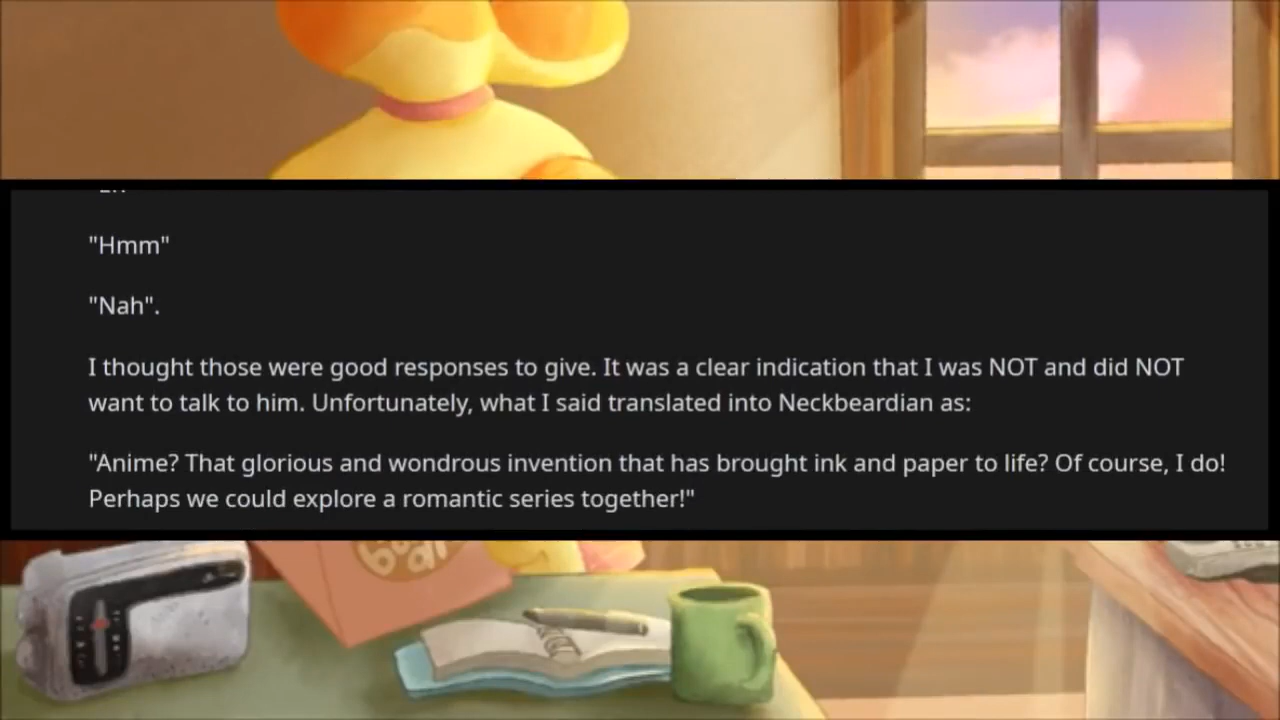 "Hmm"
"Nah".
I thought those were good responses to give. It was a clear indication that I was NOT and did NOT
want to talk to him. Unfortunately, what I said translated into Neckbeardian as:
"Anime? That glorious and wondrous invention that has brought ink and paper to life? Of course, I do!
Perhaps we could explore a romantic series together!"